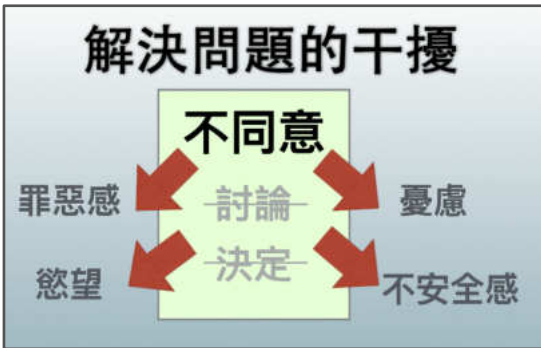 解決問題的干擾
不同意
罪惡感
討論
憂慮
慾望
決定
不安全感